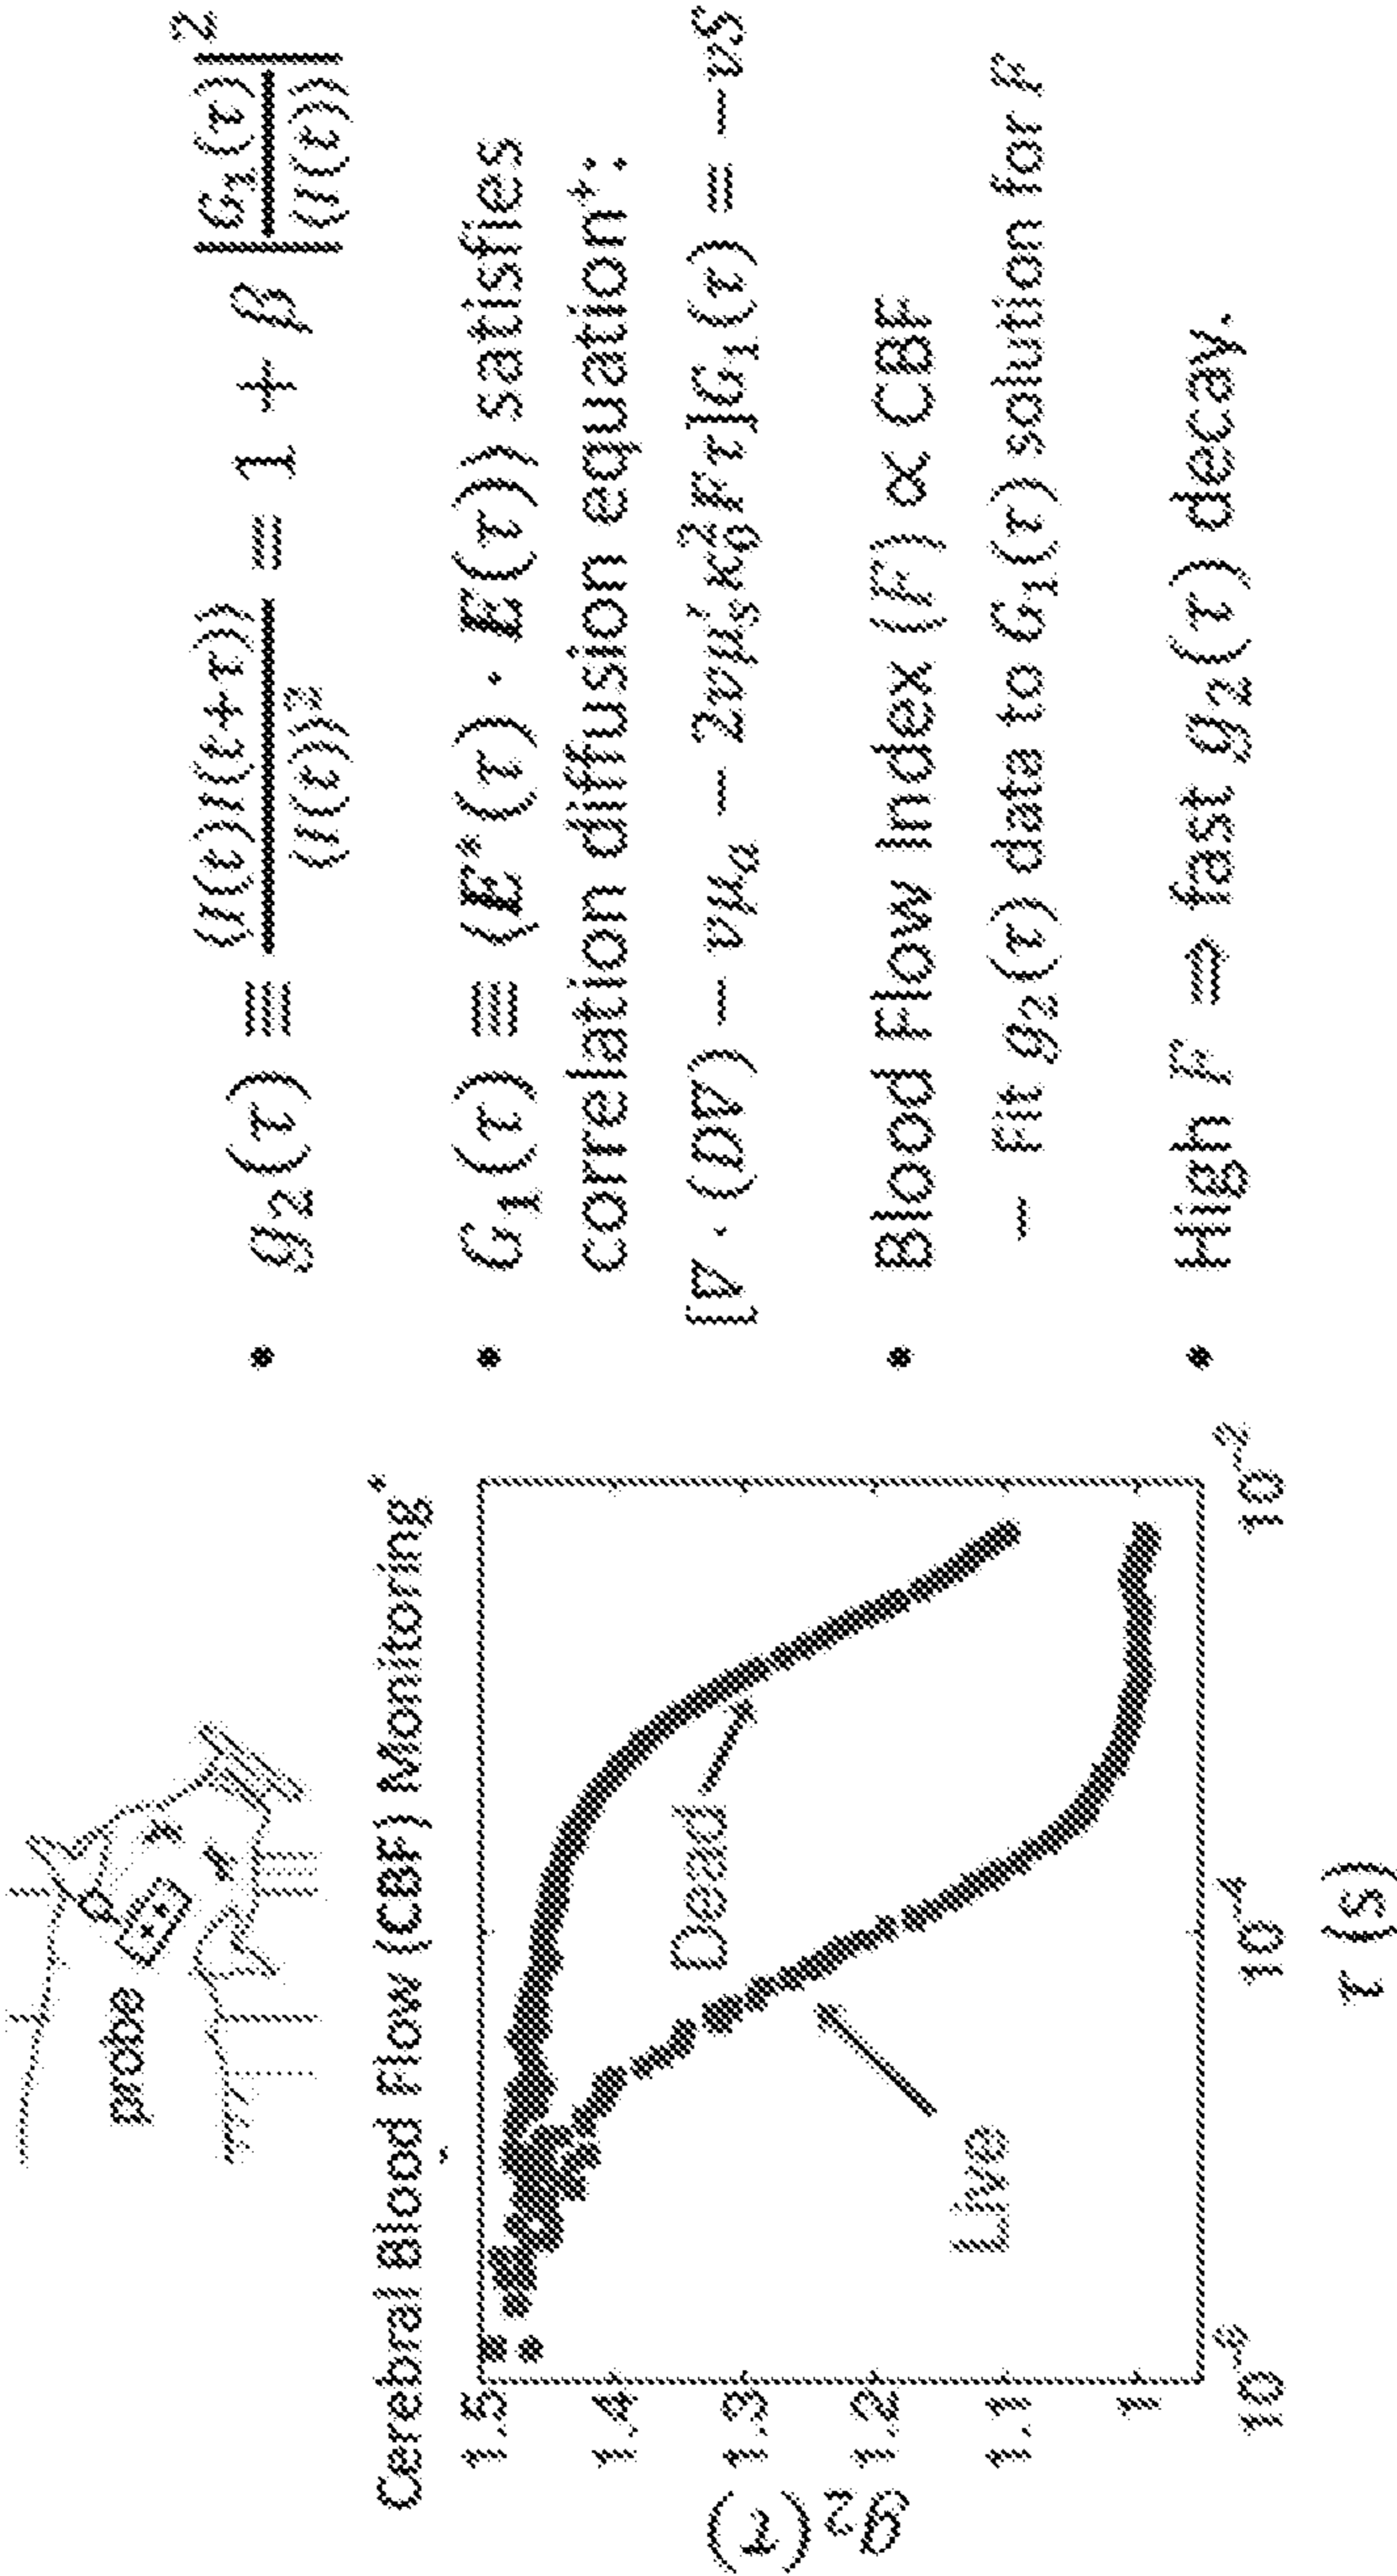 probe
Cerebral Blood Flow (CBF) Monitoring*
g₂(τ)
1.5
1.4
1.3
1.2
1.1
1
Dead
Live
10⁻⁶ 10⁻⁴ 10⁻²
τ (s)
• g₂(τ) ≡ ⟨I(t)I(t+τ)⟩ / ⟨I(t)⟩² = 1 + β |G₁(τ) / ⟨I(t)⟩|²
• G₁(τ) ≡ ⟨E*(τ) · E(τ)⟩ satisfies
correlation diffusion equation⁺:
[∇ · (D∇) − vμₐ − 2vμₛ′κ₀²Fτ]G₁(τ) = −vS
• Blood Flow Index (F) ∝ CBF
– Fit g₂(τ) data to G₁(τ) solution for F
• High F ⇒ fast g₂(τ) decay.